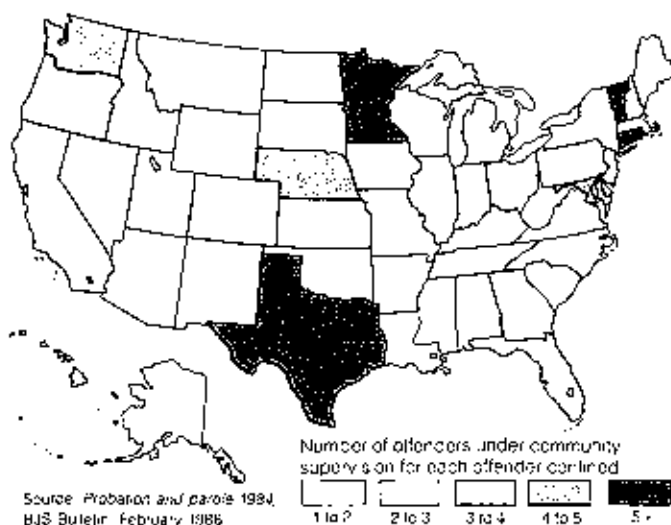 Number of offenders under community
supervision for each offender confined
1 to 2
2 to 3
3 to 4
4 to 5
5+
Source: Probation and parole 1984,
BJS Bulletin, February 1986